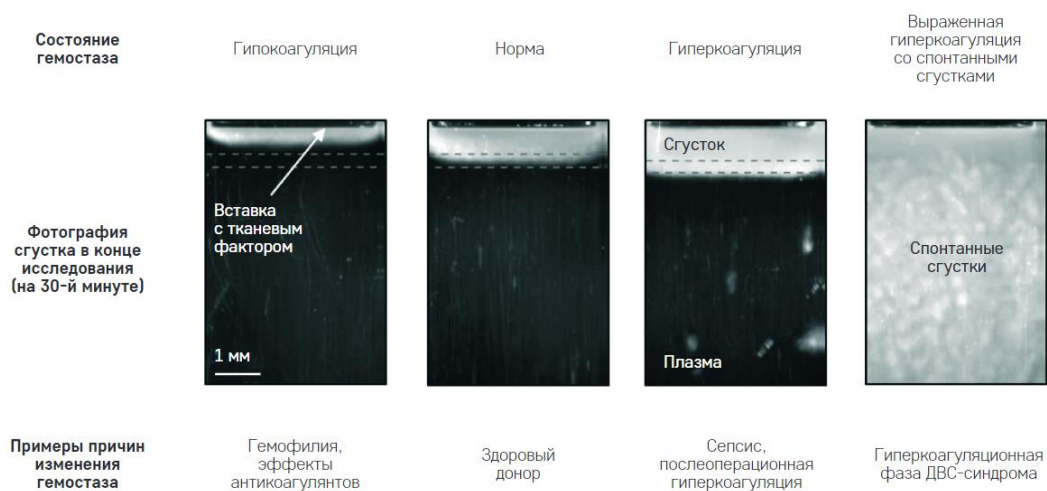 Состояние
гемостаза
Гипокоагуляция
Норма
Гиперкоагуляция
Выраженная
гиперкоагуляция
со спонтанными
сгустками
Фотография
сгустка в конце
исследования
(на 30-й минуте)
Вставка
с тканевым
фактором
1 мм
Сгусток
Плазма
Спонтанные
сгустки
Примеры причин
изменения
гемостаза
Гемофилия,
эффекты
антикоагулянтов
Здоровый
донор
Сепсис,
послеоперационная
гиперкоагуляция
Гиперкоагуляционная
фаза ДВС-синдрома